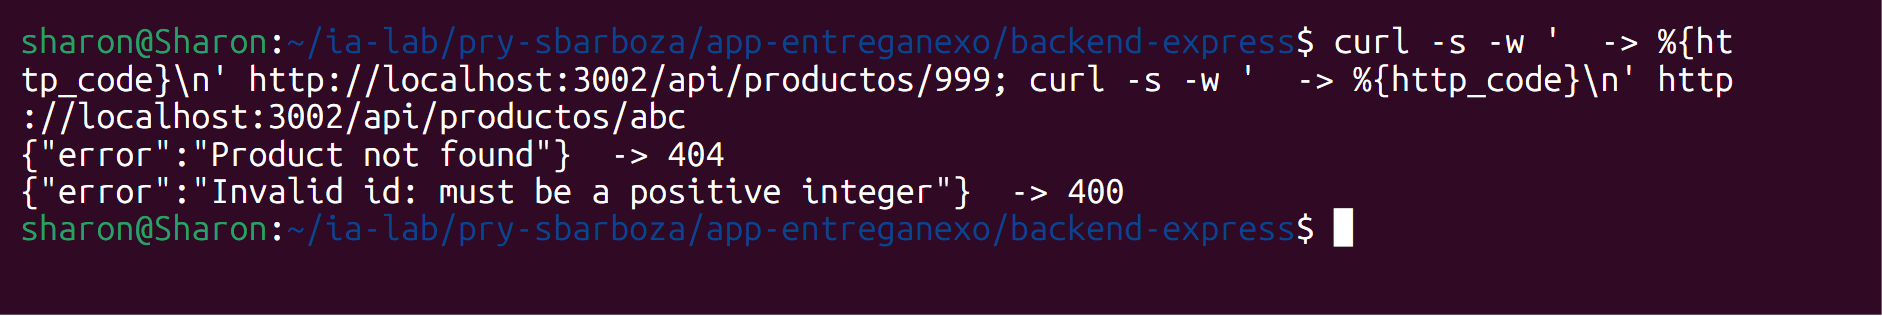 sharon@Sharon:~/ia-lab/pry-sbarboza/app-entreganexo/backend-express$ curl -s -w '  -> %{ht
tp_code}\n' http://localhost:3002/api/productos/999; curl -s -w '  -> %{http_code}\n' http
://localhost:3002/api/productos/abc
{"error":"Product not found"}  -> 404
{"error":"Invalid id: must be a positive integer"}  -> 400
sharon@Sharon:~/ia-lab/pry-sbarboza/app-entreganexo/backend-express$